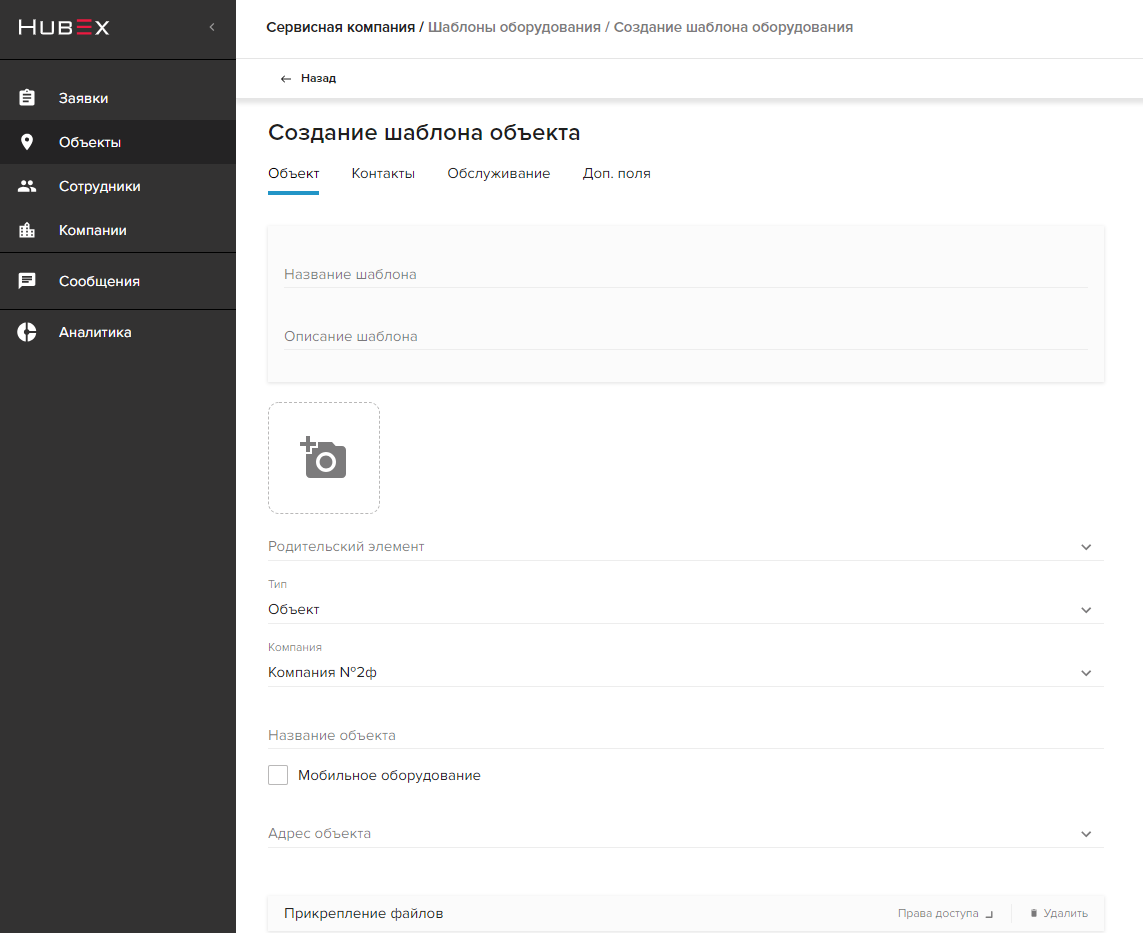 HUBEX
Сервисная компания / Шаблоны оборудования / Создание шаблона оборудования
Назад
Заявки
Объекты
Сотрудники
Компании
Сообщения
Аналитика
Создание шаблона объекта
Объект Контакты Обслуживание Доп. поля
Название шаблона
Описание шаблона
Родительский элемент
Тип
Объект
Компания
Компания №2ф
Название объекта
Мобильное оборудование
Адрес объекта
Прикрепление файлов Права доступа Удалить